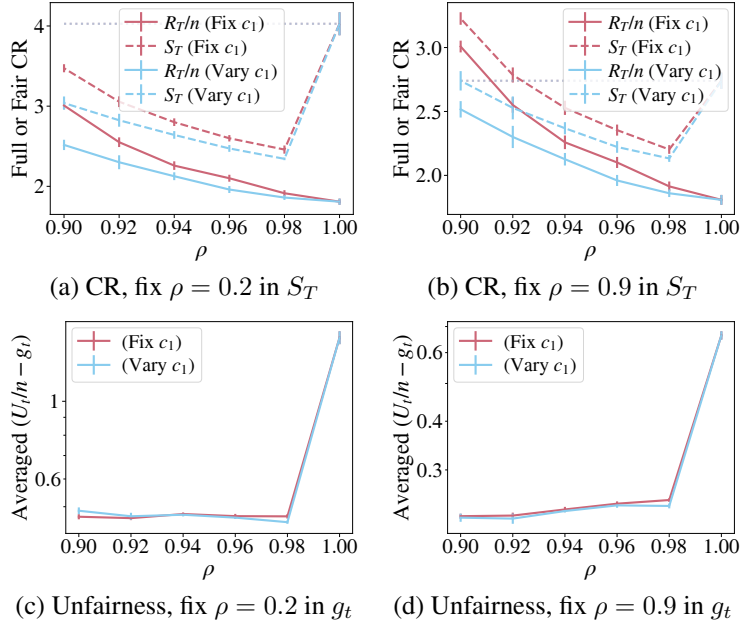 R_T/n (Fix c_1)
S_T (Fix c_1)
R_T/n (Vary c_1)
S_T (Vary c_1)
Full or Fair CR
4
3
2
0.90 0.92 0.94 0.96 0.98 1.00
ρ
(a) CR, fix ρ = 0.2 in S_T
R_T/n (Fix c_1)
S_T (Fix c_1)
R_T/n (Vary c_1)
S_T (Vary c_1)
Full or Fair CR
3.0
2.5
2.0
0.90 0.92 0.94 0.96 0.98 1.00
ρ
(b) CR, fix ρ = 0.9 in S_T
(Fix c_1)
(Vary c_1)
Averaged (U_t/n − g_t)
1
0.6
0.90 0.92 0.94 0.96 0.98 1.00
ρ
(c) Unfairness, fix ρ = 0.2 in g_t
(Fix c_1)
(Vary c_1)
Averaged (U_t/n − g_t)
0.6
0.4
0.3
0.90 0.92 0.94 0.96 0.98 1.00
ρ
(d) Unfairness, fix ρ = 0.9 in g_t